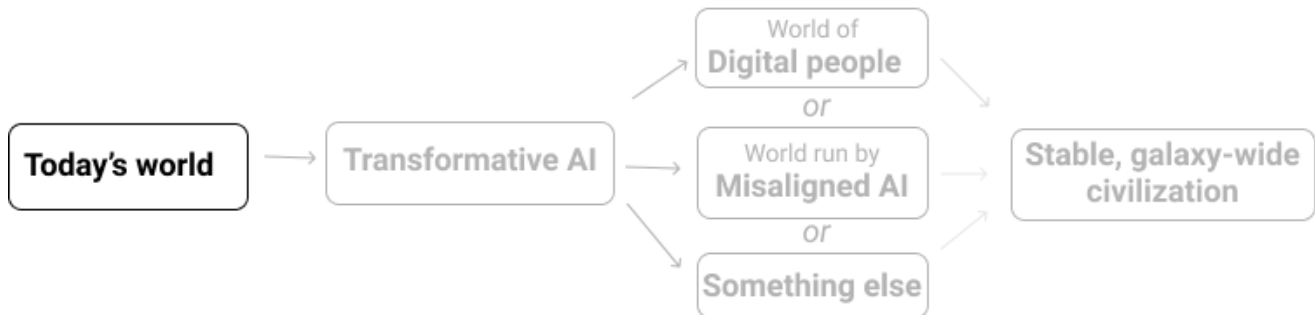 Today's world
Transformative AI
World of
Digital people
or
World run by
Misaligned AI
or
Something else
Stable, galaxy-wide
civilization